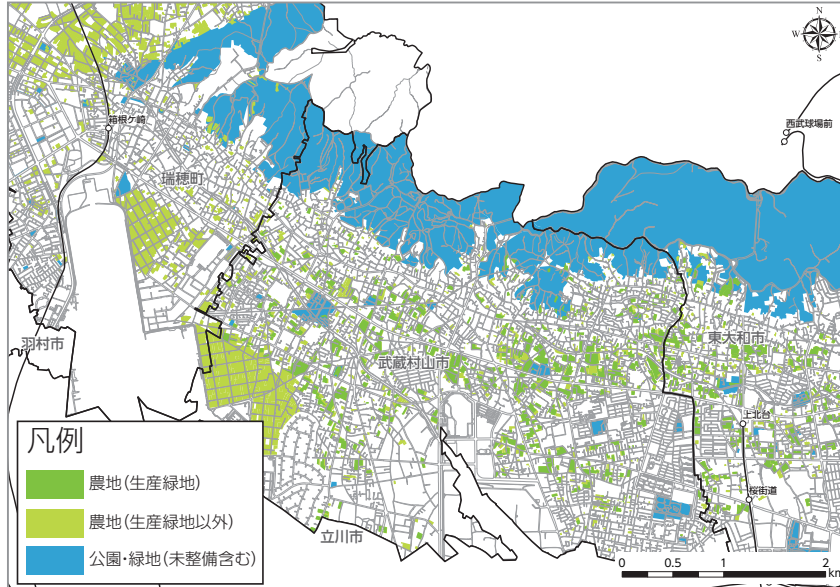 N
W
E
S
西武球場前
箱根ケ崎
瑞穂町
羽村市
武蔵村山市
東大和市
上北台
桜街道
立川市
凡例
農地(生産緑地)
農地(生産緑地以外)
公園・緑地(未整備含む)
0 0.5 1 2
km